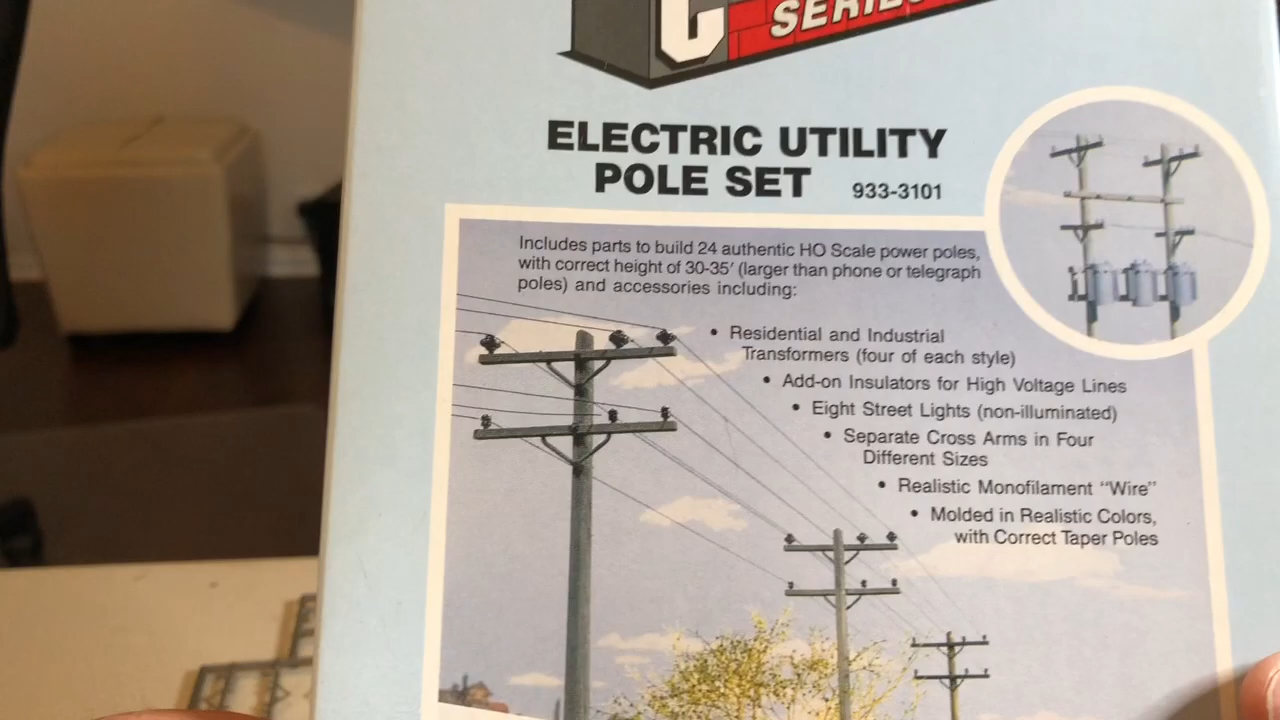 SERIES
ELECTRIC UTILITY
POLE SET 933-3101
Includes parts to build 24 authentic HO Scale power poles,
with correct height of 30-35′ (larger than phone or telegraph
poles) and accessories including:
• Residential and Industrial
Transformers (four of each style)
• Add-on Insulators for High Voltage Lines
• Eight Street Lights (non-illuminated)
• Separate Cross Arms in Four
Different Sizes
• Realistic Monofilament “Wire”
• Molded in Realistic Colors,
with Correct Taper Poles